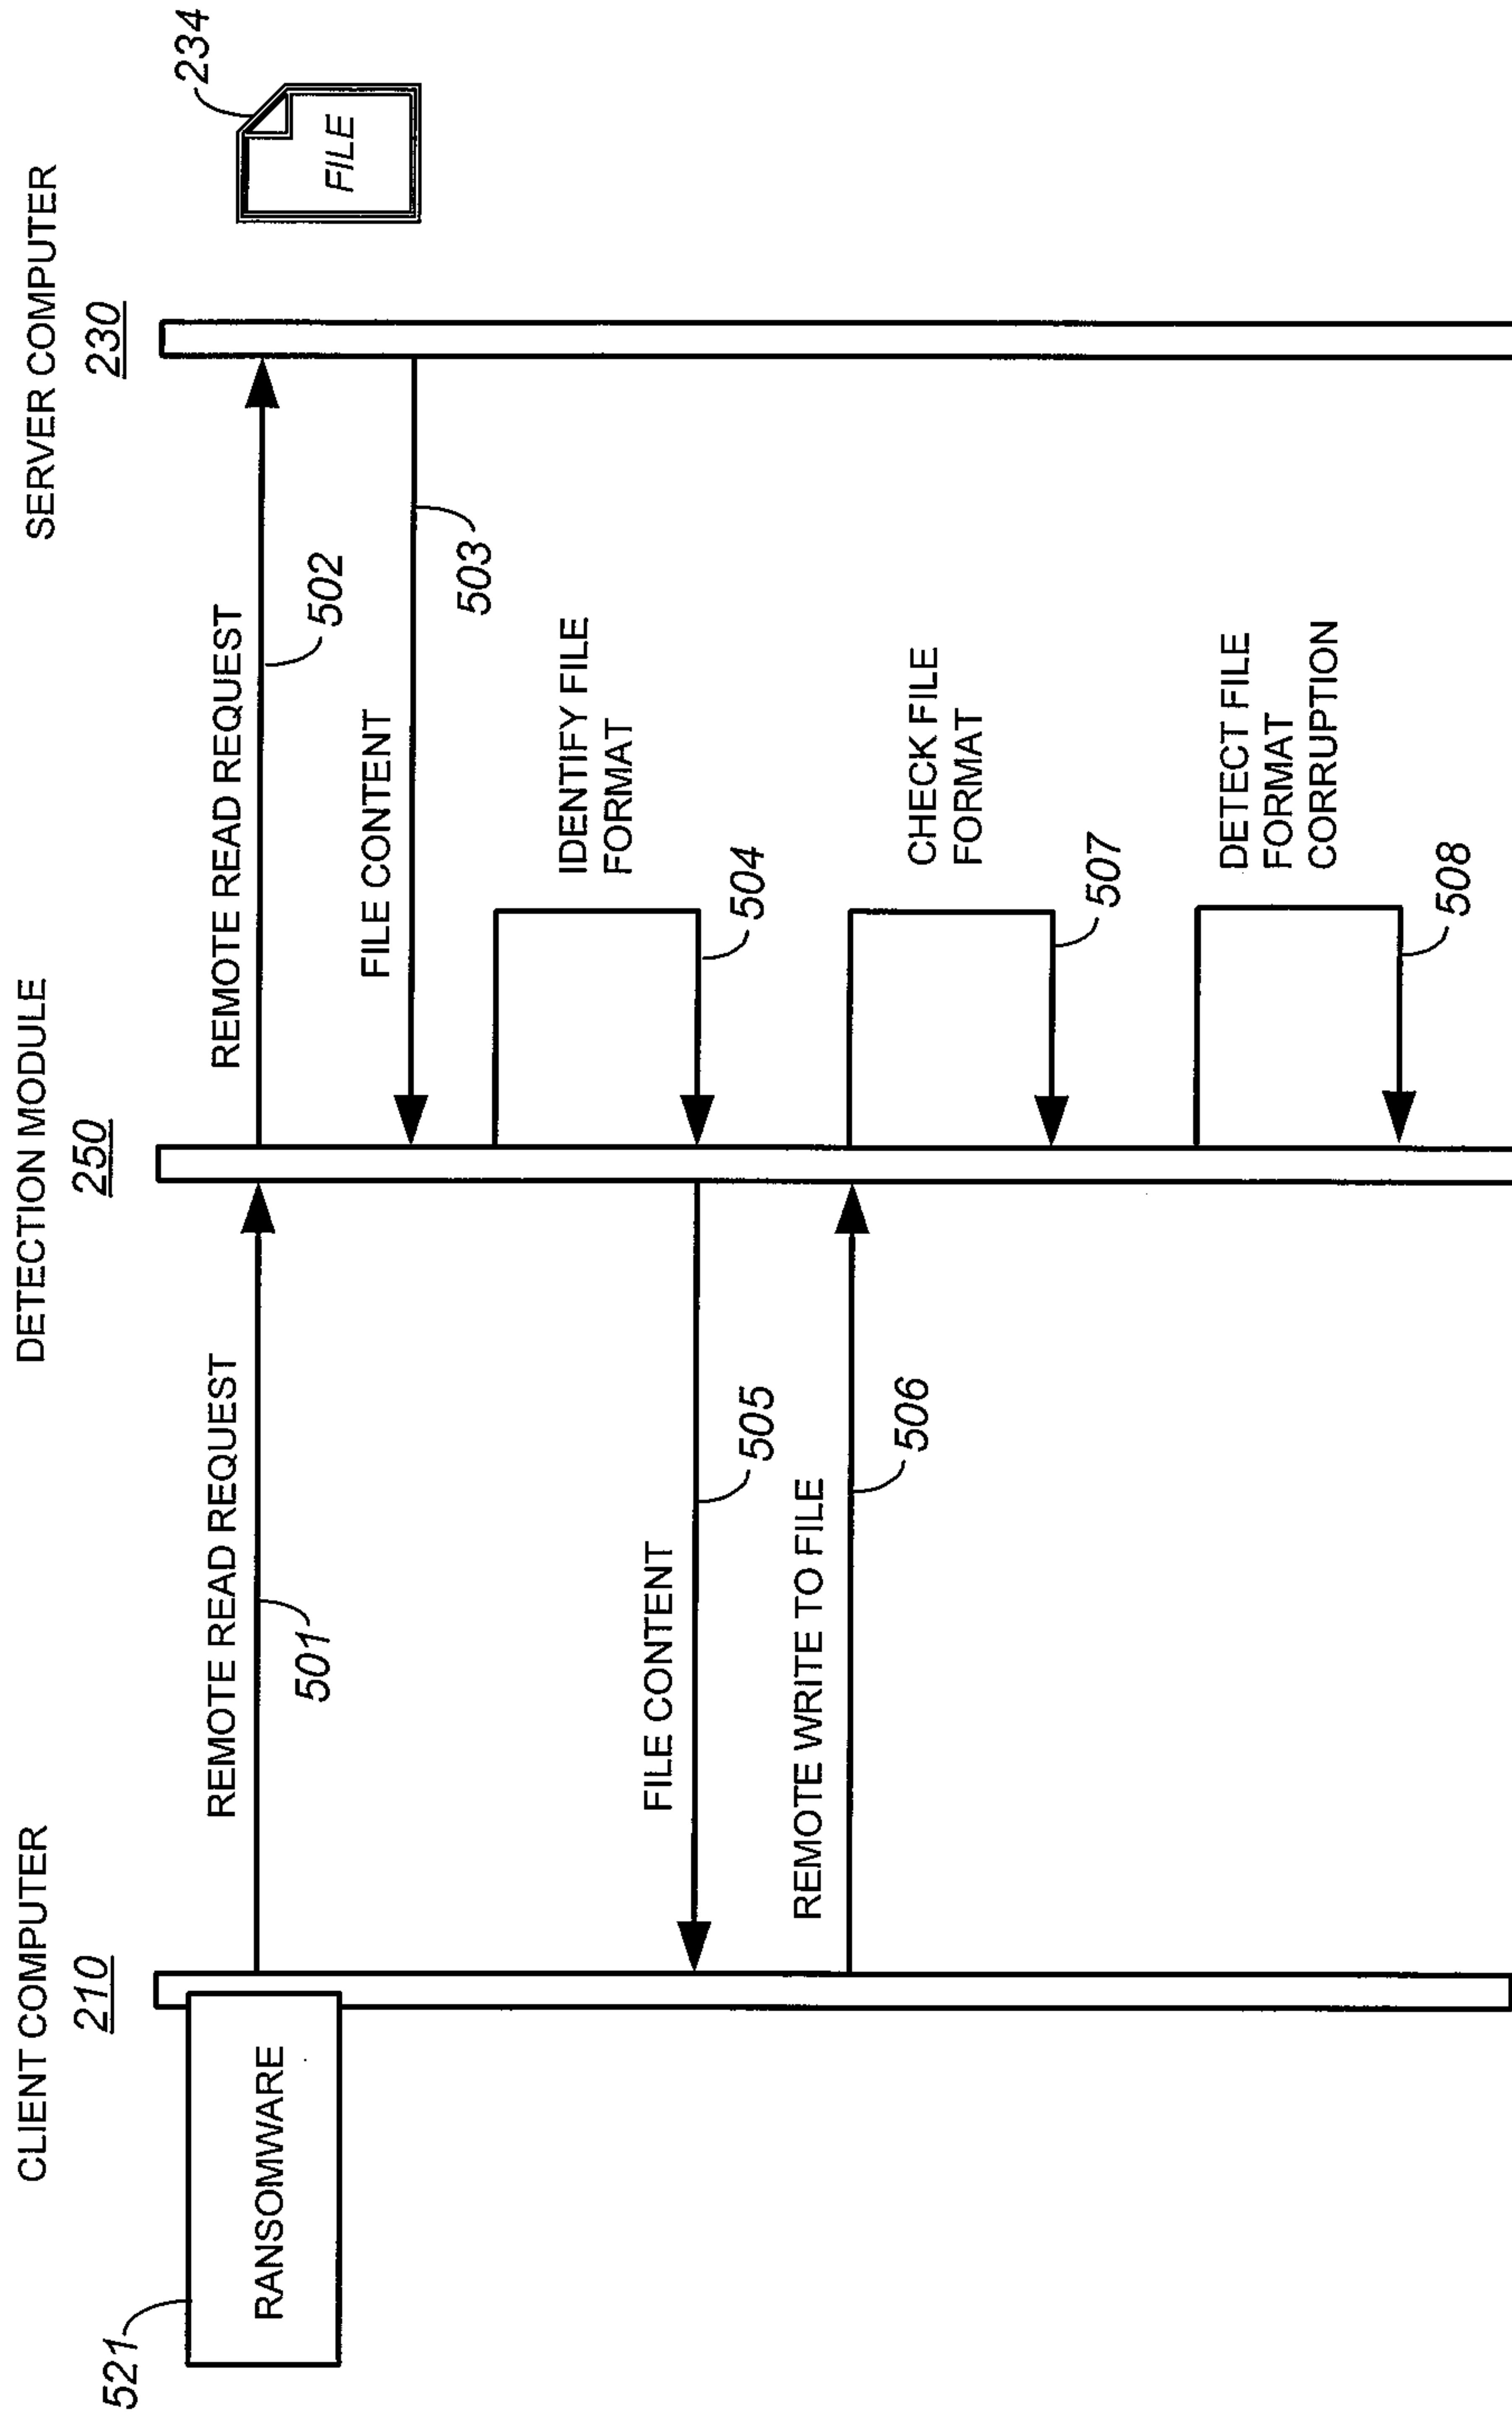 CLIENT COMPUTER
210
DETECTION MODULE
250
SERVER COMPUTER
230
521
RANSOMWARE
REMOTE READ REQUEST
501
REMOTE READ REQUEST
502
234
FILE
FILE CONTENT
503
IDENTIFY FILE
FORMAT
504
FILE CONTENT
505
REMOTE WRITE TO FILE
506
CHECK FILE
FORMAT
507
DETECT FILE
FORMAT
CORRUPTION
508